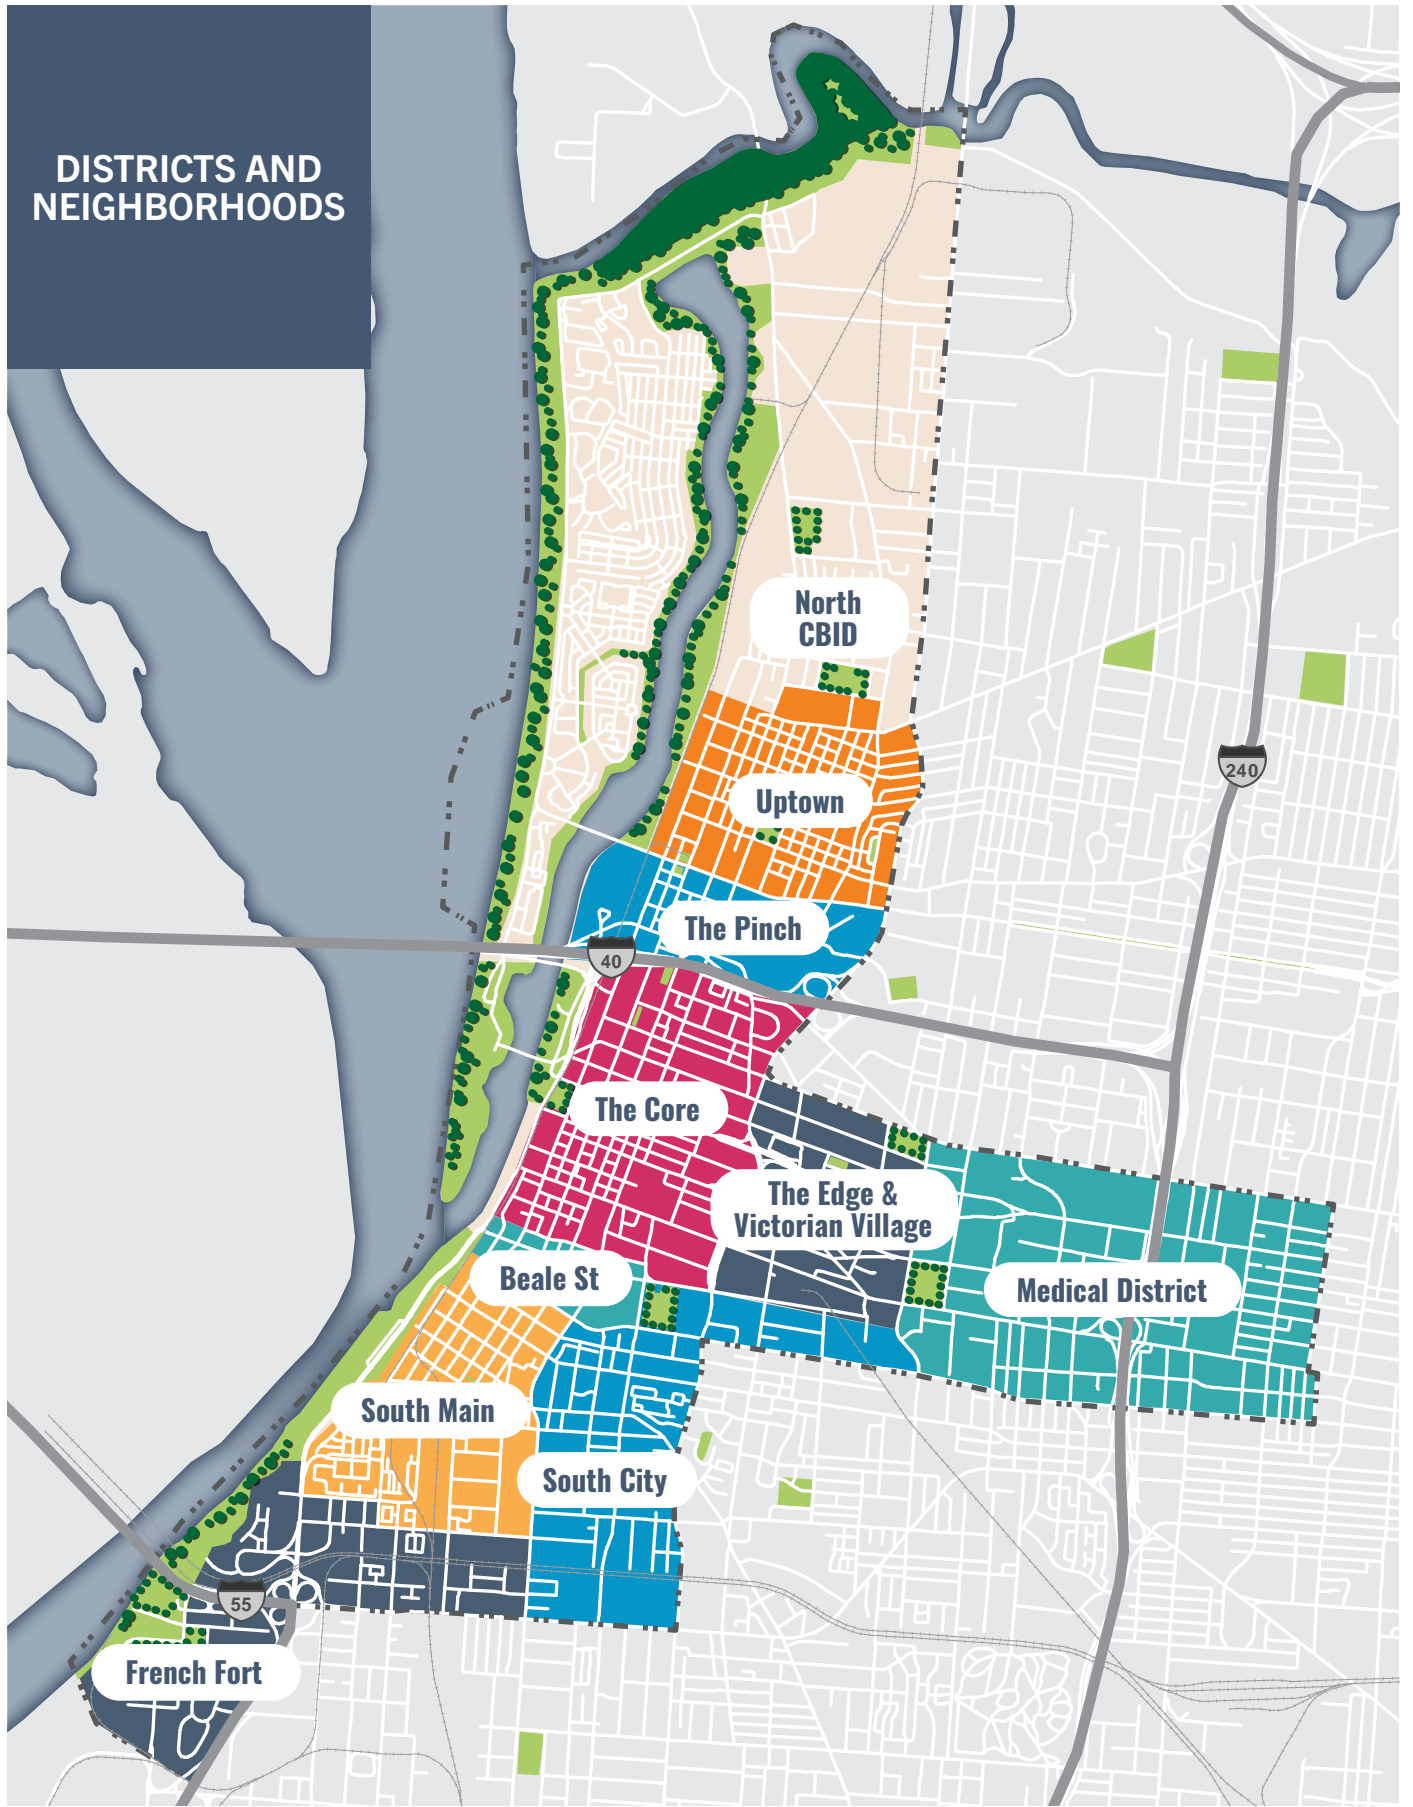 DISTRICTS AND
NEIGHBORHOODS
North
CBID
240
Uptown
The Pinch
40
The Core
The Edge &
Victorian Village
Beale St
Medical District
South Main
South City
55
French Fort